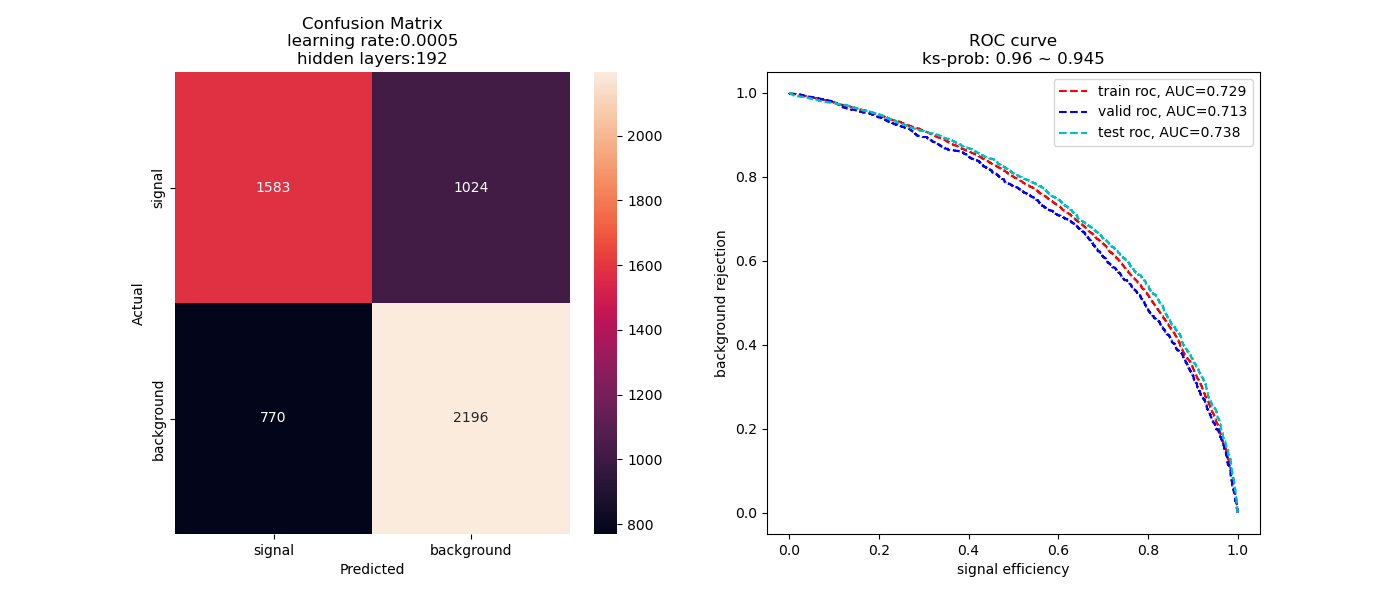 Confusion Matrix
learning rate:0.0005
hidden layers:192
signal
background
Actual
1583
1024
770
2196
signal
background
Predicted
2000
1800
1600
1400
1200
1000
800
ROC curve
ks-prob: 0.96 ~ 0.945
train roc, AUC=0.729
valid roc, AUC=0.713
test roc, AUC=0.738
background rejection
1.0
0.8
0.6
0.4
0.2
0.0
0.0
0.2
0.4
0.6
0.8
1.0
signal efficiency